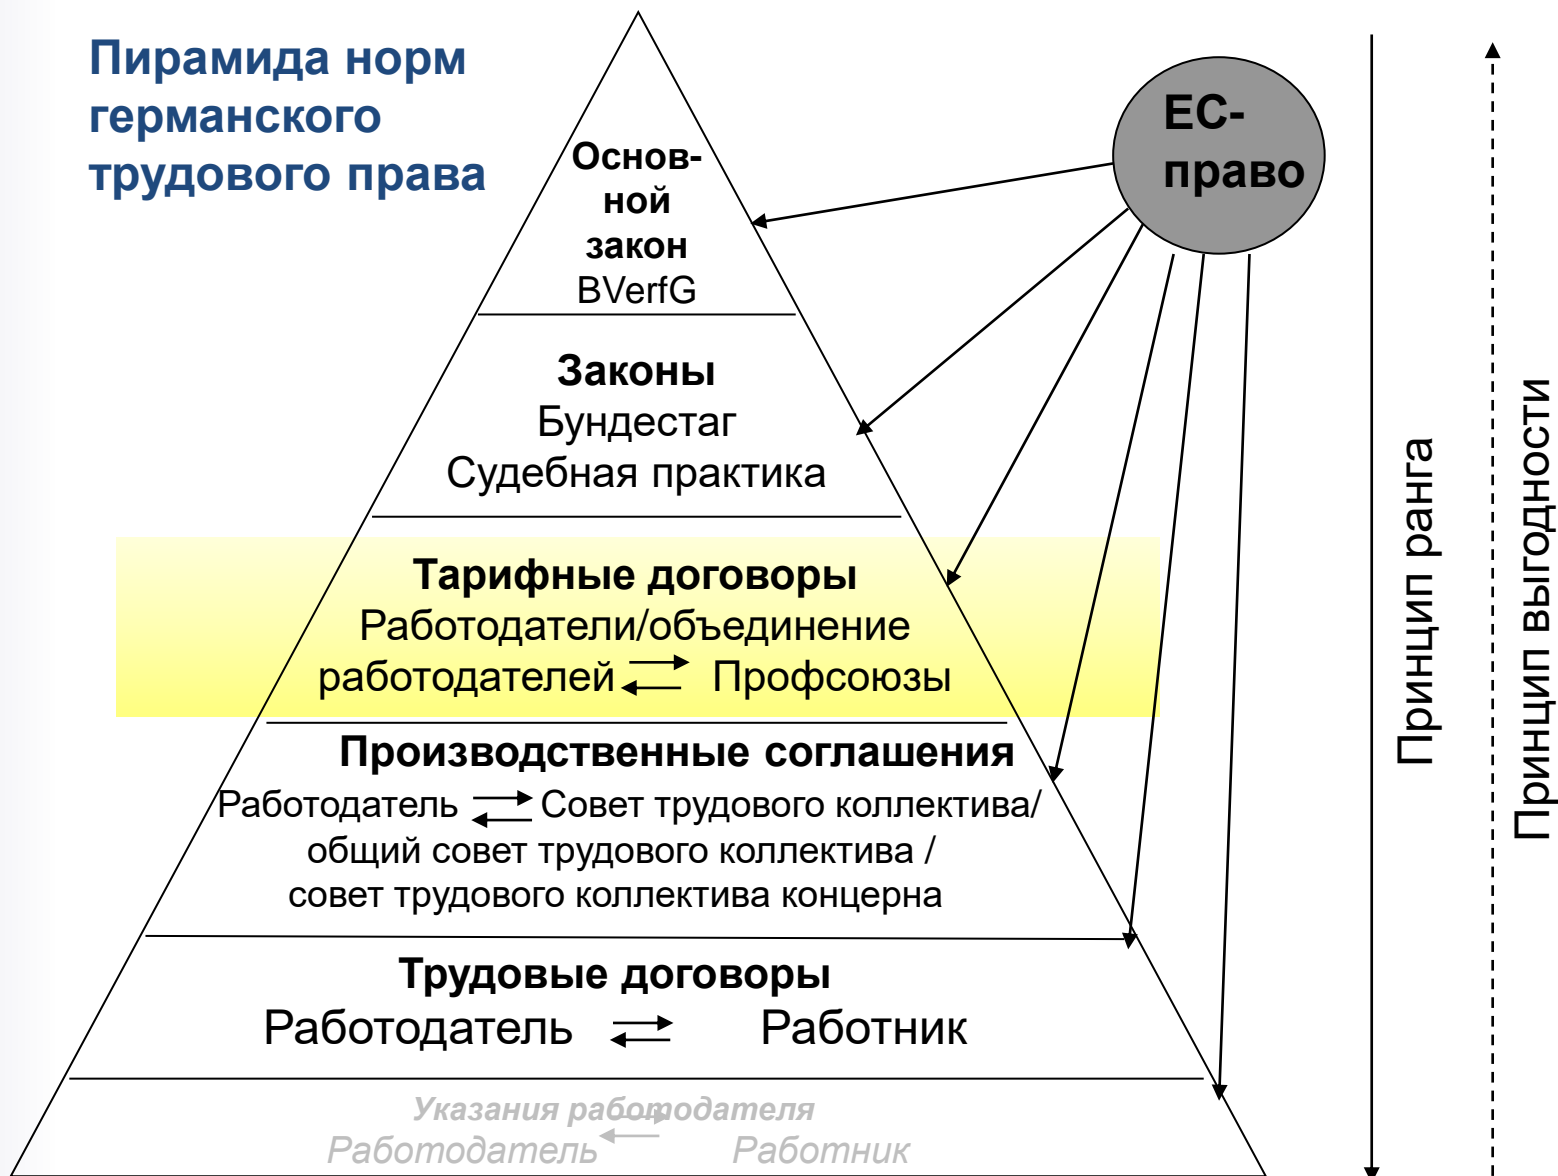 Пирамида норм
германского
трудового права
Основ-
ной
закон
BVerfG
ЕС-
право
Законы
Бундестаг
Судебная практика
Тарифные договоры
Работодатели/объединение
работодателей Профсоюзы
Производственные соглашения
Работодатель Совет трудового коллектива/
общий совет трудового коллектива /
совет трудового коллектива концерна
Трудовые договоры
Работодатель Работник
Указания работодателя
Работодатель Работник
Принцип ранга
Принцип выгодности